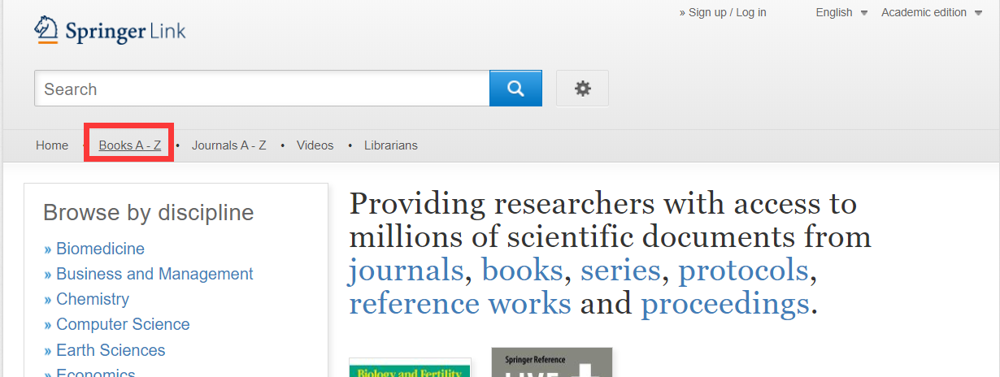 » Sign up / Log in English Academic edition
Springer Link
Search
Home • Books A - Z • Journals A - Z • Videos • Librarians
Browse by discipline
» Biomedicine
» Business and Management
» Chemistry
» Computer Science
» Earth Sciences
» Economics
Providing researchers with access to
millions of scientific documents from
journals, books, series, protocols,
reference works and proceedings.
Biology and Fertility
Springer Reference
LIVE